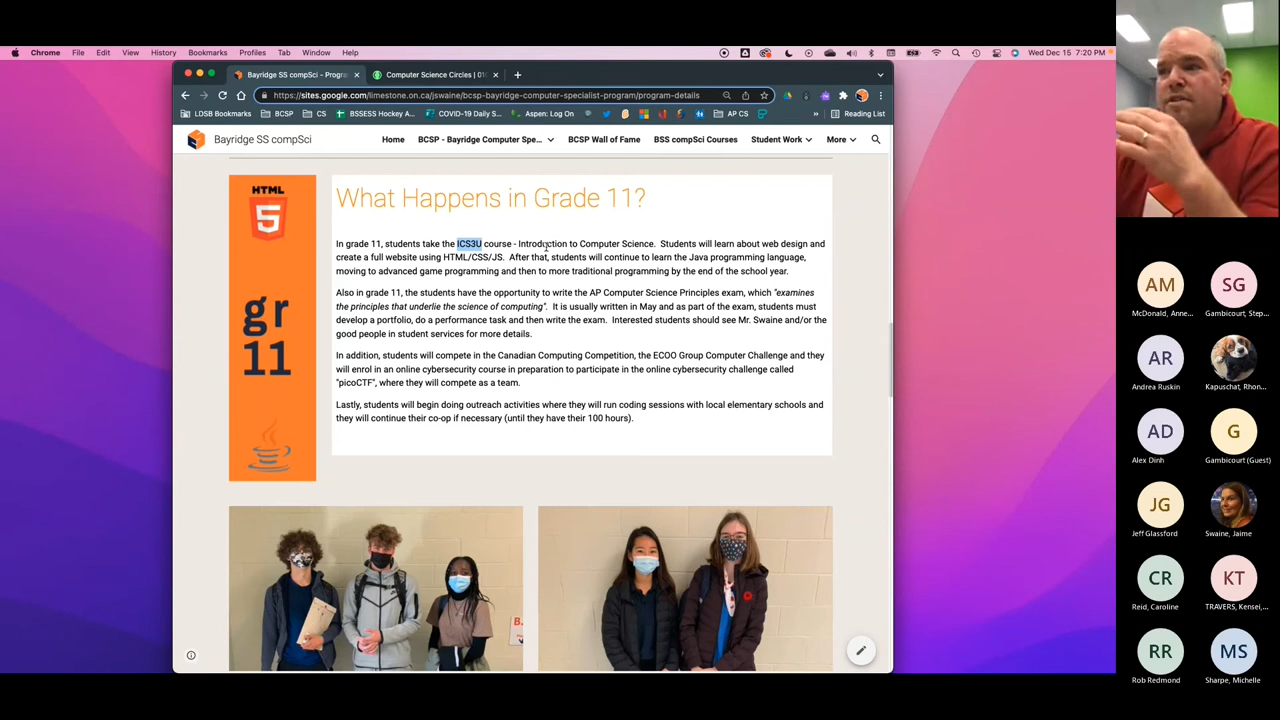 Chrome File Edit View History Bookmarks Profiles Tab Window Help Wed Dec 15 7:20 PM
Bayridge SS compSci - Progra
Computer Science Circles | 01
https://sites.google.com/limestone.on.ca/jswaine/bcsp-bayridge-computer-specialist-program/program-details
LDSB Bookmarks BCSP CS BSSESS Hockey A... COVID-19 Daily S... Aspen: Log On AP CS Reading List
Bayridge SS compSci Home BCSP - Bayridge Computer Spe... BCSP Wall of Fame BSS compSci Courses Student Work More
HTML
5
gr
11
What Happens in Grade 11?
In grade 11, students take the ICS3U course - Introduction to Computer Science. Students will learn about web design and
create a full website using HTML/CSS/JS. After that, students will continue to learn the Java programming language,
moving to advanced game programming and then to more traditional programming by the end of the school year.
Also in grade 11, the students have the opportunity to write the AP Computer Science Principles exam, which "examines
the principles that underlie the science of computing". It is usually written in May and as part of the exam, students must
develop a portfolio, do a performance task and then write the exam. Interested students should see Mr. Swaine and/or the
good people in student services for more details.
In addition, students will compete in the Canadian Computing Competition, the ECOO Group Computer Challenge and they
will enrol in an online cybersecurity course in preparation to participate in the online cybersecurity challenge called
"picoCTF", where they will compete as a team.
Lastly, students will begin doing outreach activities where they will run coding sessions with local elementary schools and
they will continue their co-op if necessary (until they have their 100 hours).
AM
McDonald, Anne...
SG
Gambicourt, Step...
AR
Andrea Ruskin
Kapuschat, Rhon...
AD
Alex Dinh
G
Gambicourt (Guest)
JG
Jeff Glassford
Swaine, Jaime
CR
Reid, Caroline
KT
TRAVERS, Kensei,...
RR
Rob Redmond
MS
Sharpe, Michelle